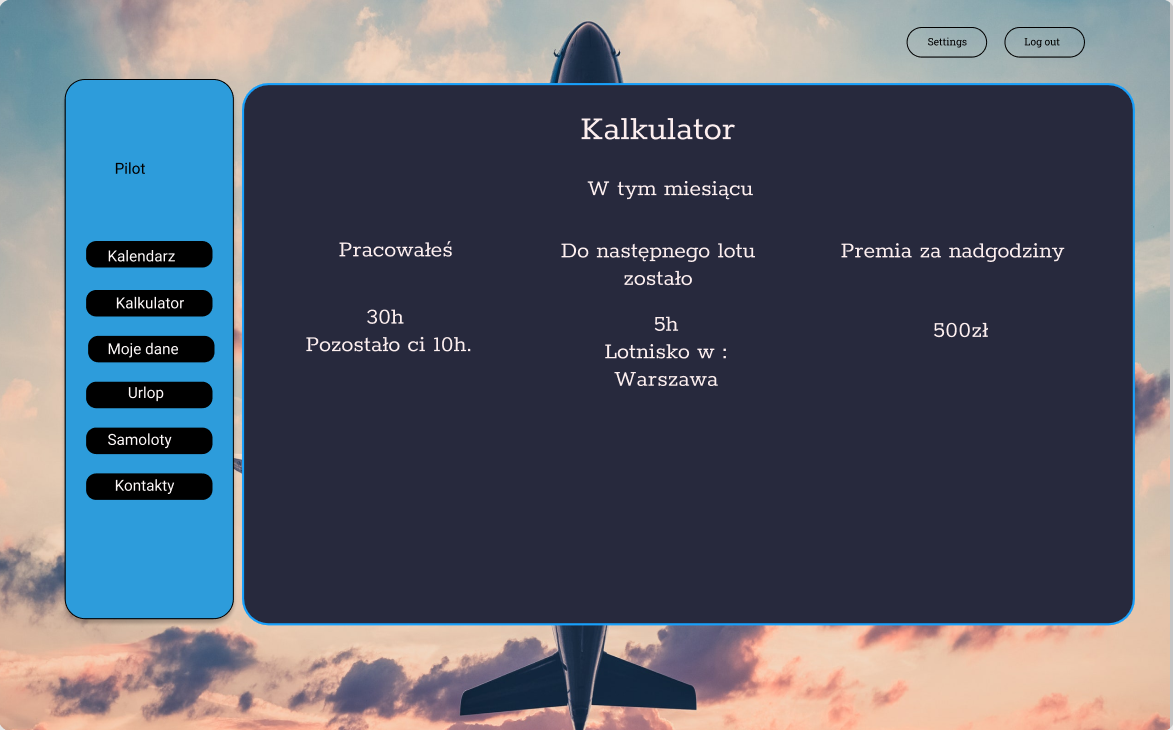 Settings
Log out
Pilot
Kalendarz
Kalkulator
Moje dane
Urlop
Samoloty
Kontakty
Kalkulator
W tym miesiącu
Pracowałeś
30h
Pozostało ci 10h.
Do następnego lotu
zostało
5h
Lotnisko w :
Warszawa
Premia za nadgodziny
500zł